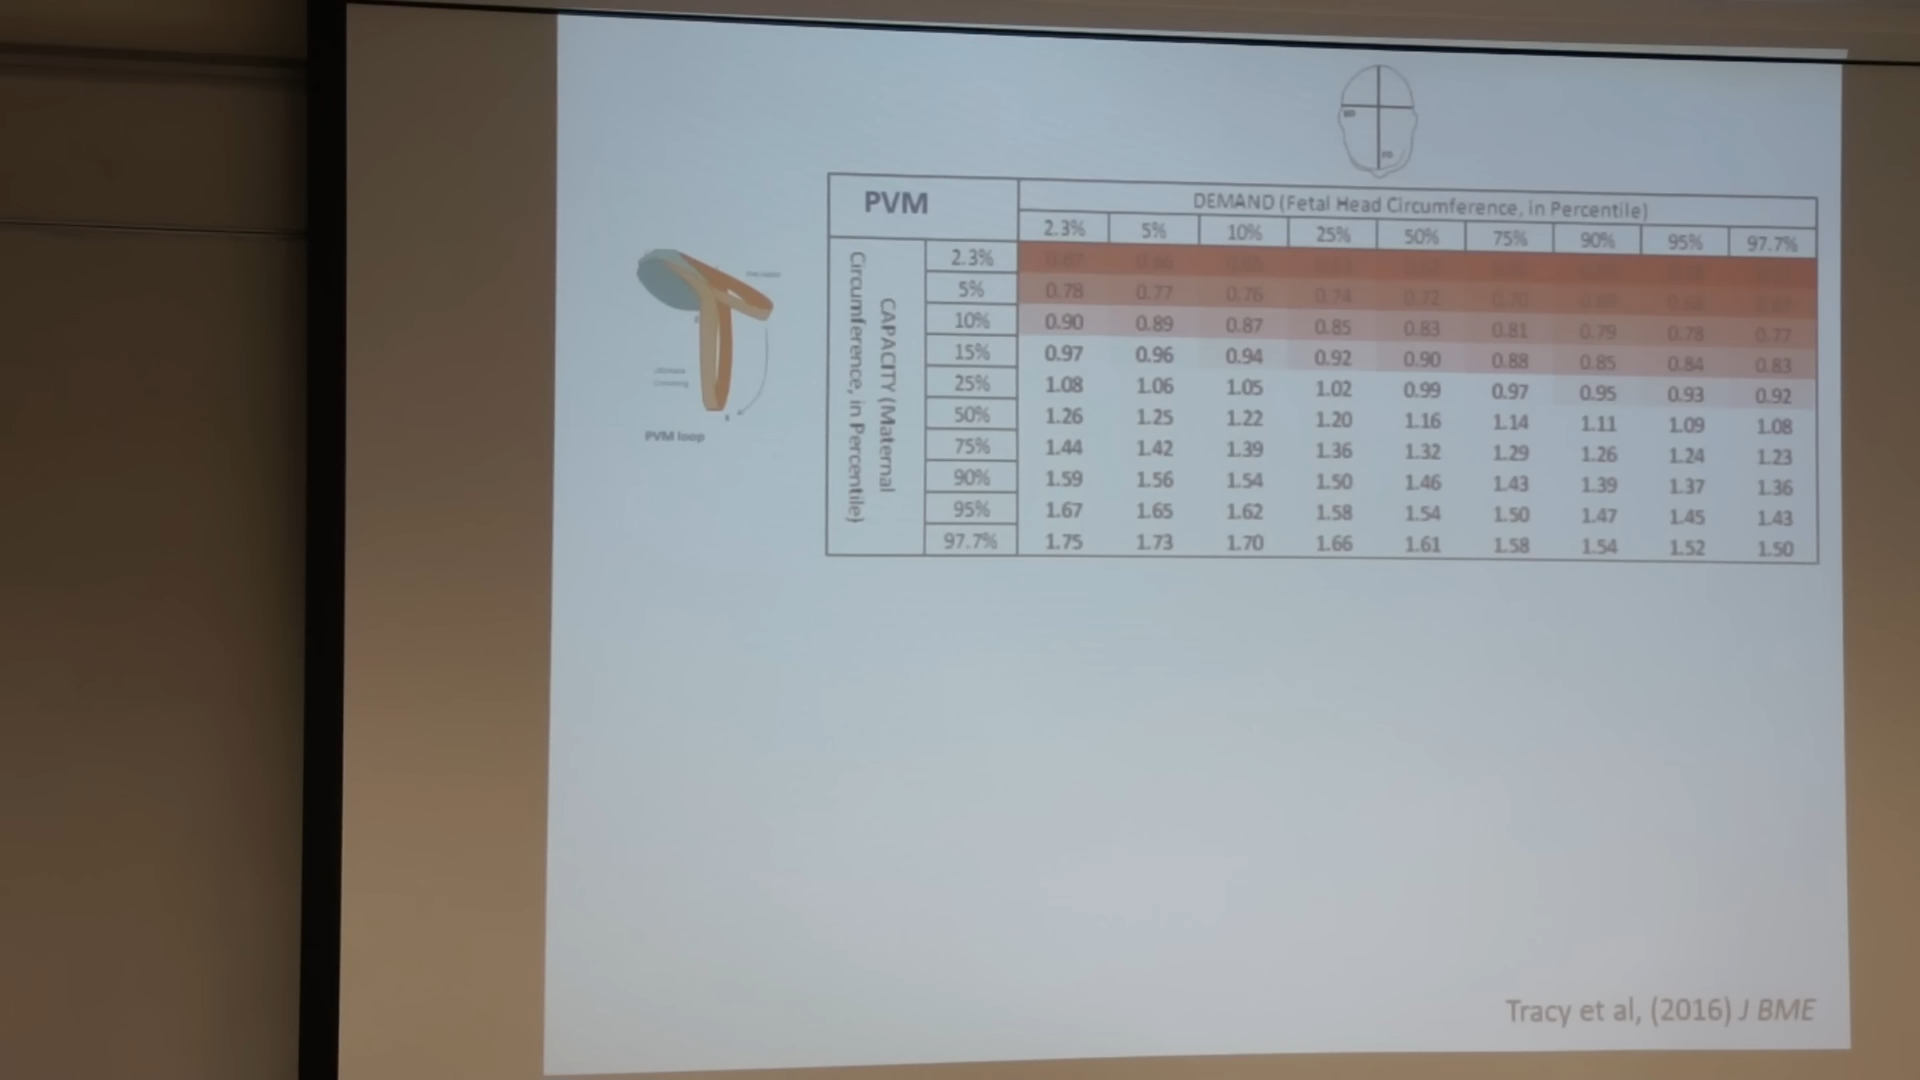 PVM
DEMAND (Fetal Head Circumference, in Percentile)
2.3% 5% 10% 25% 50% 75% 90% 95% 97.7%
CAPACITY (Maternal
Circumference, in Percentile)
2.3%
5% 0.78 0.77 0.76 0.74 0.72 0.70
10% 0.90 0.89 0.87 0.85 0.83 0.81 0.79 0.78 0.77
15% 0.97 0.96 0.94 0.92 0.90 0.88 0.85 0.84 0.83
25% 1.08 1.06 1.05 1.02 0.99 0.97 0.95 0.93 0.92
50% 1.26 1.25 1.22 1.20 1.16 1.14 1.11 1.09 1.08
75% 1.44 1.42 1.39 1.36 1.32 1.29 1.26 1.24 1.23
90% 1.59 1.56 1.54 1.50 1.46 1.43 1.39 1.37 1.36
95% 1.67 1.65 1.62 1.58 1.54 1.50 1.47 1.45 1.43
97.7% 1.75 1.73 1.70 1.66 1.61 1.58 1.54 1.52 1.50
PVM loop
Tracy et al, (2016) J BME